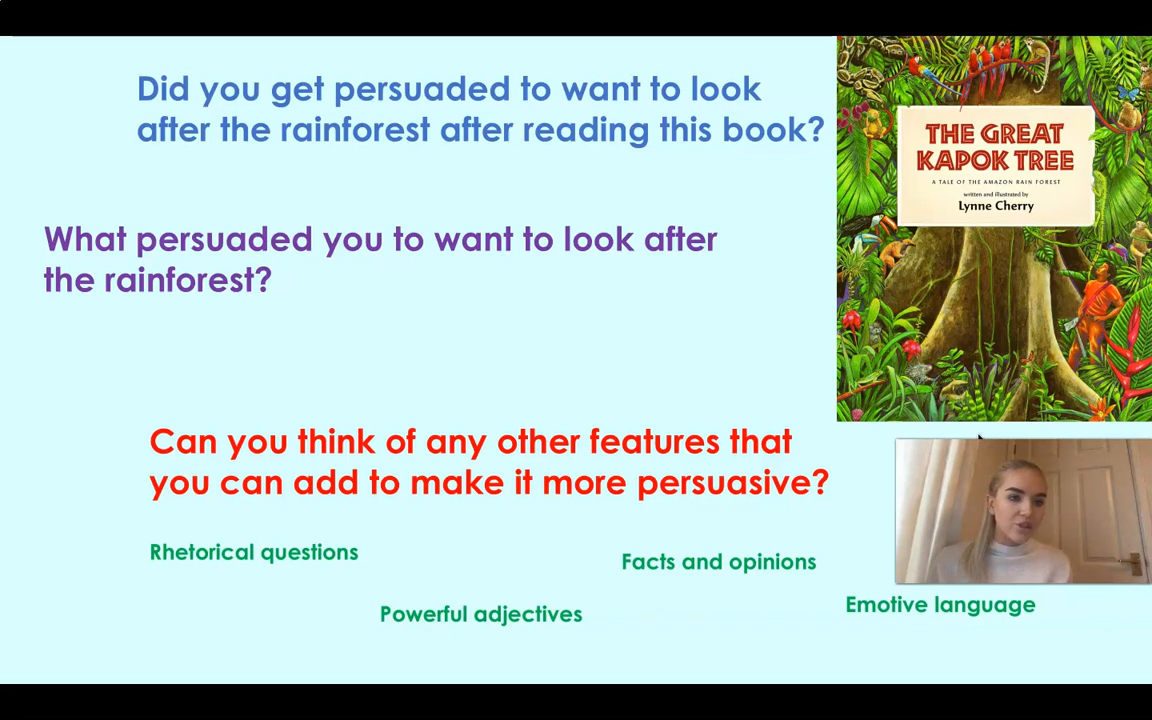 Did you get persuaded to want to look
after the rainforest after reading this book?
THE GREAT
KAPOK TREE
A TALE OF THE AMAZON RAIN FOREST
written and illustrated by
Lynne Cherry
What persuaded you to want to look after
the rainforest?
Can you think of any other features that
you can add to make it more persuasive?
Rhetorical questions
Facts and opinions
Powerful adjectives
Emotive language